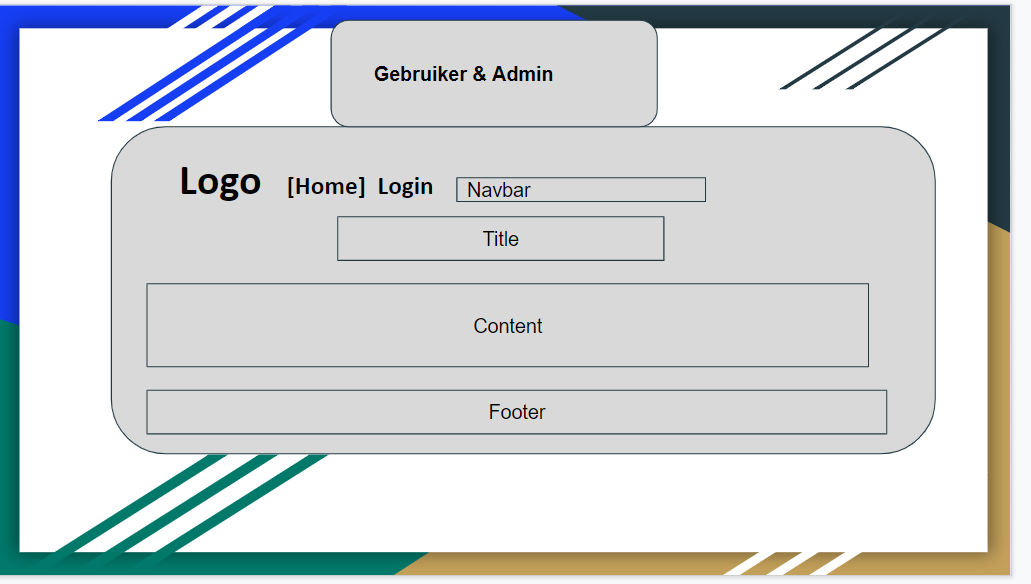 Gebruiker & Admin
Logo [Home] Login Navbar
Title
Content
Footer